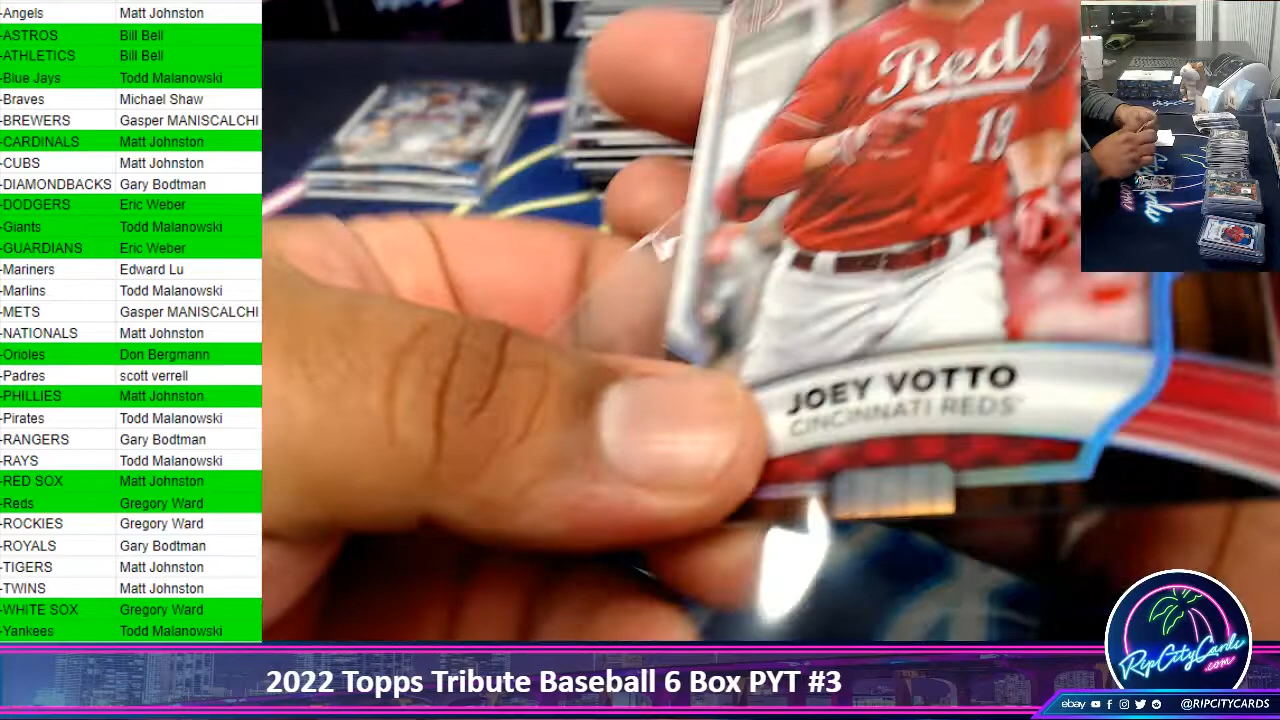 -Angels Matt Johnston
-ASTROS Bill Bell
-ATHLETICS Bill Bell
-Blue Jays Todd Malanowski
-Braves Michael Shaw
-BREWERS Gasper MANISCALCHI
-CARDINALS Matt Johnston
-CUBS Matt Johnston
-DIAMONDBACKS Gary Bodtman
-DODGERS Eric Weber
-Giants Todd Malanowski
-GUARDIANS Eric Weber
-Mariners Edward Lu
-Marlins Todd Malanowski
-METS Gasper MANISCALCHI
-NATIONALS Matt Johnston
-Orioles Don Bergmann
-Padres scott verrell
-PHILLIES Matt Johnston
-Pirates Todd Malanowski
-RANGERS Gary Bodtman
-RAYS Todd Malanowski
-RED SOX Matt Johnston
-Reds Gregory Ward
-ROCKIES Gregory Ward
-ROYALS Gary Bodtman
-TIGERS Matt Johnston
-TWINS Matt Johnston
-WHITE SOX Gregory Ward
-Yankees Todd Malanowski
Reds
19
JOEY VOTTO
CINCINNATI REDS
2022 Topps Tribute Baseball 6 Box PYT #3
RipCityCards
.com
ebay @RIPCITYCARDS